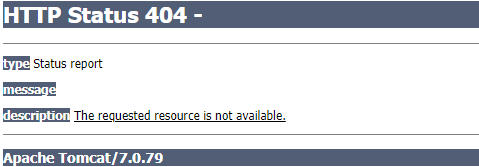 HTTP Status 404 -
type Status report
message
description The requested resource is not available.
Apache Tomcat/7.0.79